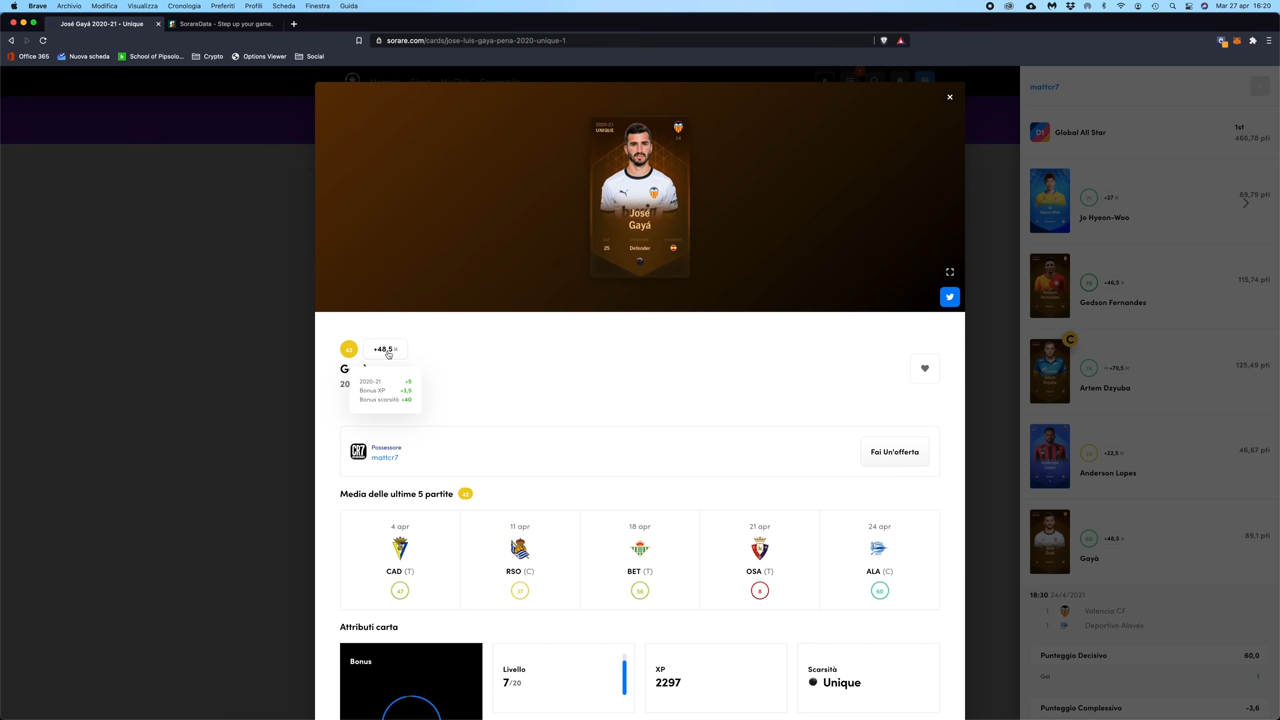 Brave Archivio Modifica Visualizza Cronologia Preferiti Profili Scheda Finestra Guida
Mar 27 apr 16:20
José Gayá 2020-21 • Unique
SorareData - Step up your game.
sorare.com/cards/jose-luis-gaya-pena-2020-unique-1
Office 365 Nuova scheda School of Pipsolo... Crypto Options Viewer Social
mattcr7
D1 Global All Star
1st
466,78 pti
89,79 pti
+27 ×
Jo Hyeon-Woo
115,74 pti
+46,5 ×
Gedson Fernandes
C
125,49 pti
+70,5 ×
Artem Dzyuba
46,67 pti
+22,5 ×
Anderson Lopes
89,1 pti
+48,5 ×
Gayà
18:30 24/4/2021
1 Valencia CF
1 Deportivo Alavés
Punteggio Decisivo 60,0
Gol 1
Punteggio Complessivo -3,6
2020-21
UNIQUE
José
Gayá
25 Defender
42 +48,5 ×
2020-21 +5
Bonus XP +3,5
Bonus scarsità +40
Possessore
mattcr7
Fai Un'offerta
Media delle ultime 5 partite 42
4 apr 11 apr 18 apr 21 apr 24 apr
CAD (T) RSO (C) BET (T) OSA (T) ALA (C)
47 37 56 8 60
Attributi carta
Bonus
Livello
7/20
XP
2297
Scarsità
Unique